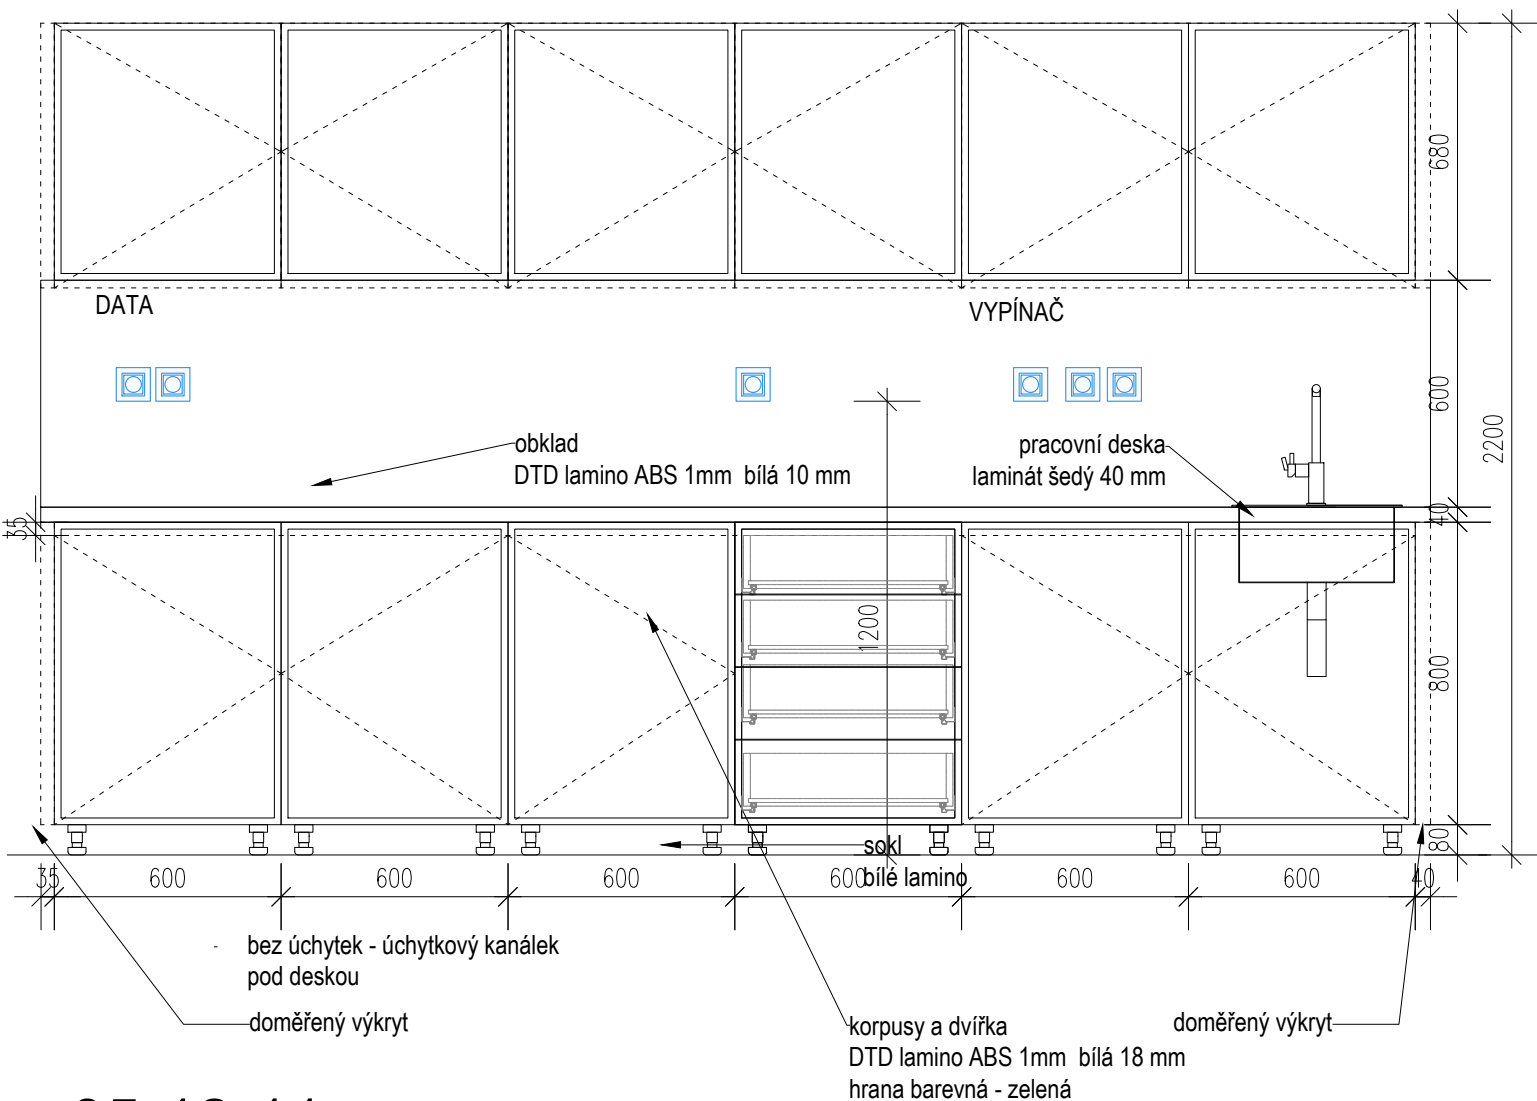 680
DATA
VYPÍNAČ
600
2200
obklad
DTD lamino ABS 1mm  bílá 10 mm
pracovní deska
laminát šedý 40 mm
35
40
1200
800
80
sokl
bílé lamino
35
600
600
600
600
600
600
40
- bez úchytek - úchytkový kanálek
pod deskou
doměřený výkryt
korpusy a dvířka
DTD lamino ABS 1mm  bílá 18 mm
hrana barevná - zelená
doměřený výkryt